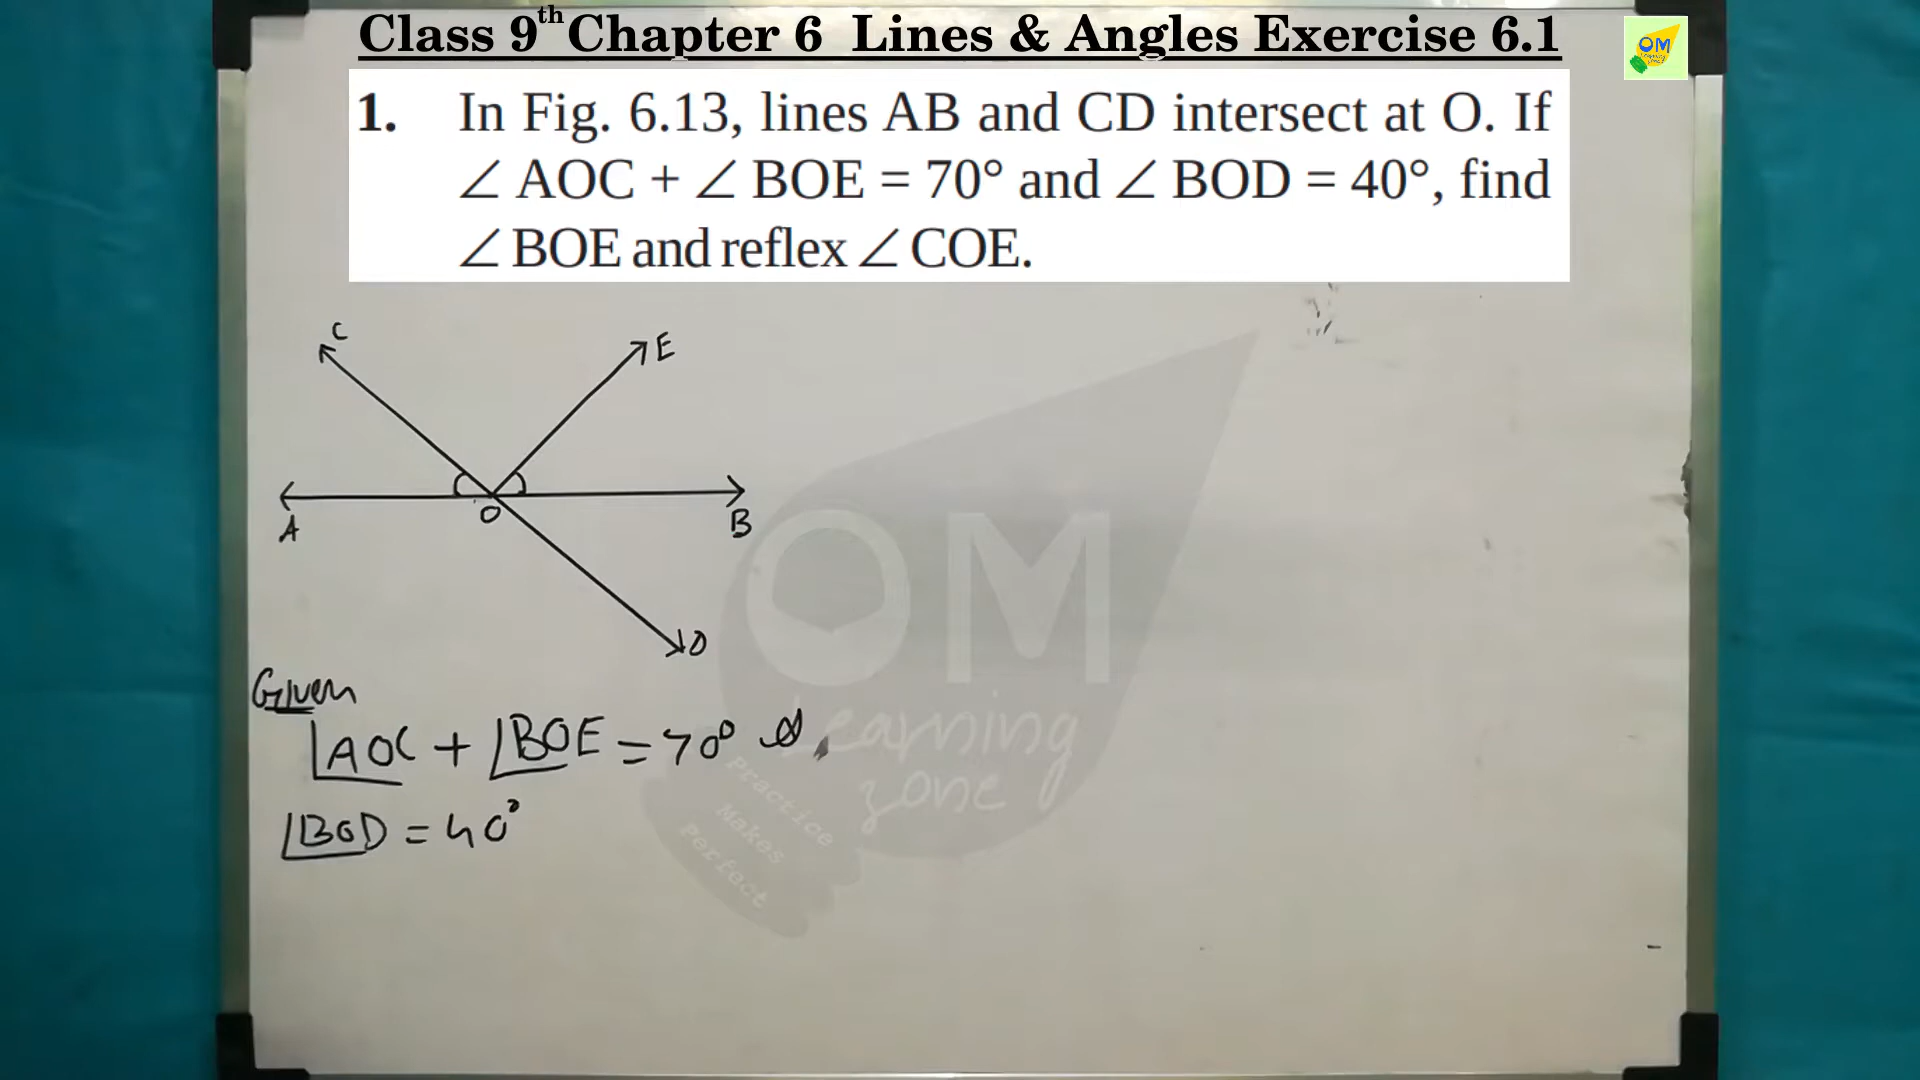 Class 9th Chapter 6 Lines & Angles Exercise 6.1
OM
1. In Fig. 6.13, lines AB and CD intersect at O. If
∠ AOC + ∠ BOE = 70° and ∠ BOD = 40°, find
∠ BOE and reflex ∠ COE.
C
E
A
O
B
D
Given
∠AOC + ∠BOE = 70° &
∠BOD = 40°
OM
Learning
zone
Practice
Makes
Perfect